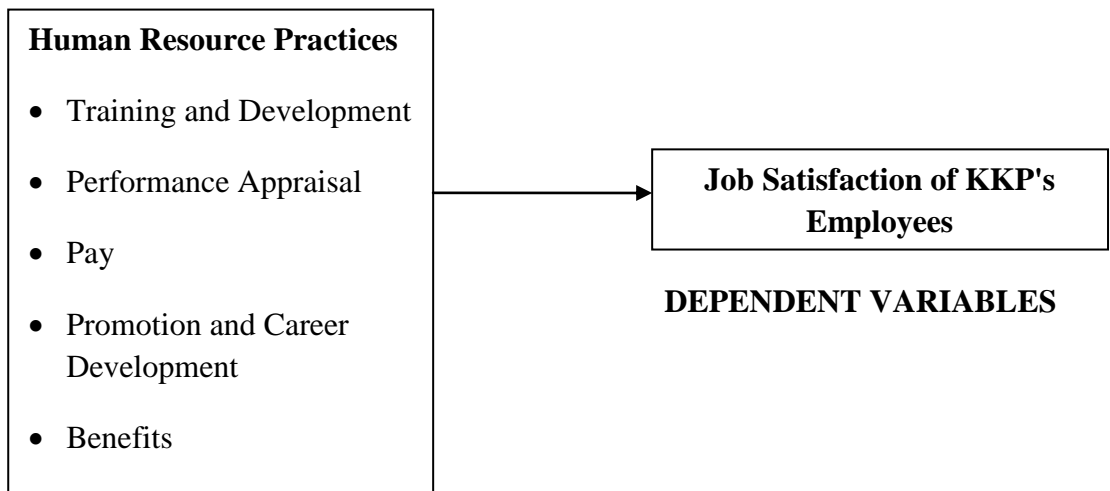 Human Resource Practices
• Training and Development
• Performance Appraisal
• Pay
• Promotion and Career
Development
• Benefits
Job Satisfaction of KKP's
Employees
DEPENDENT VARIABLES